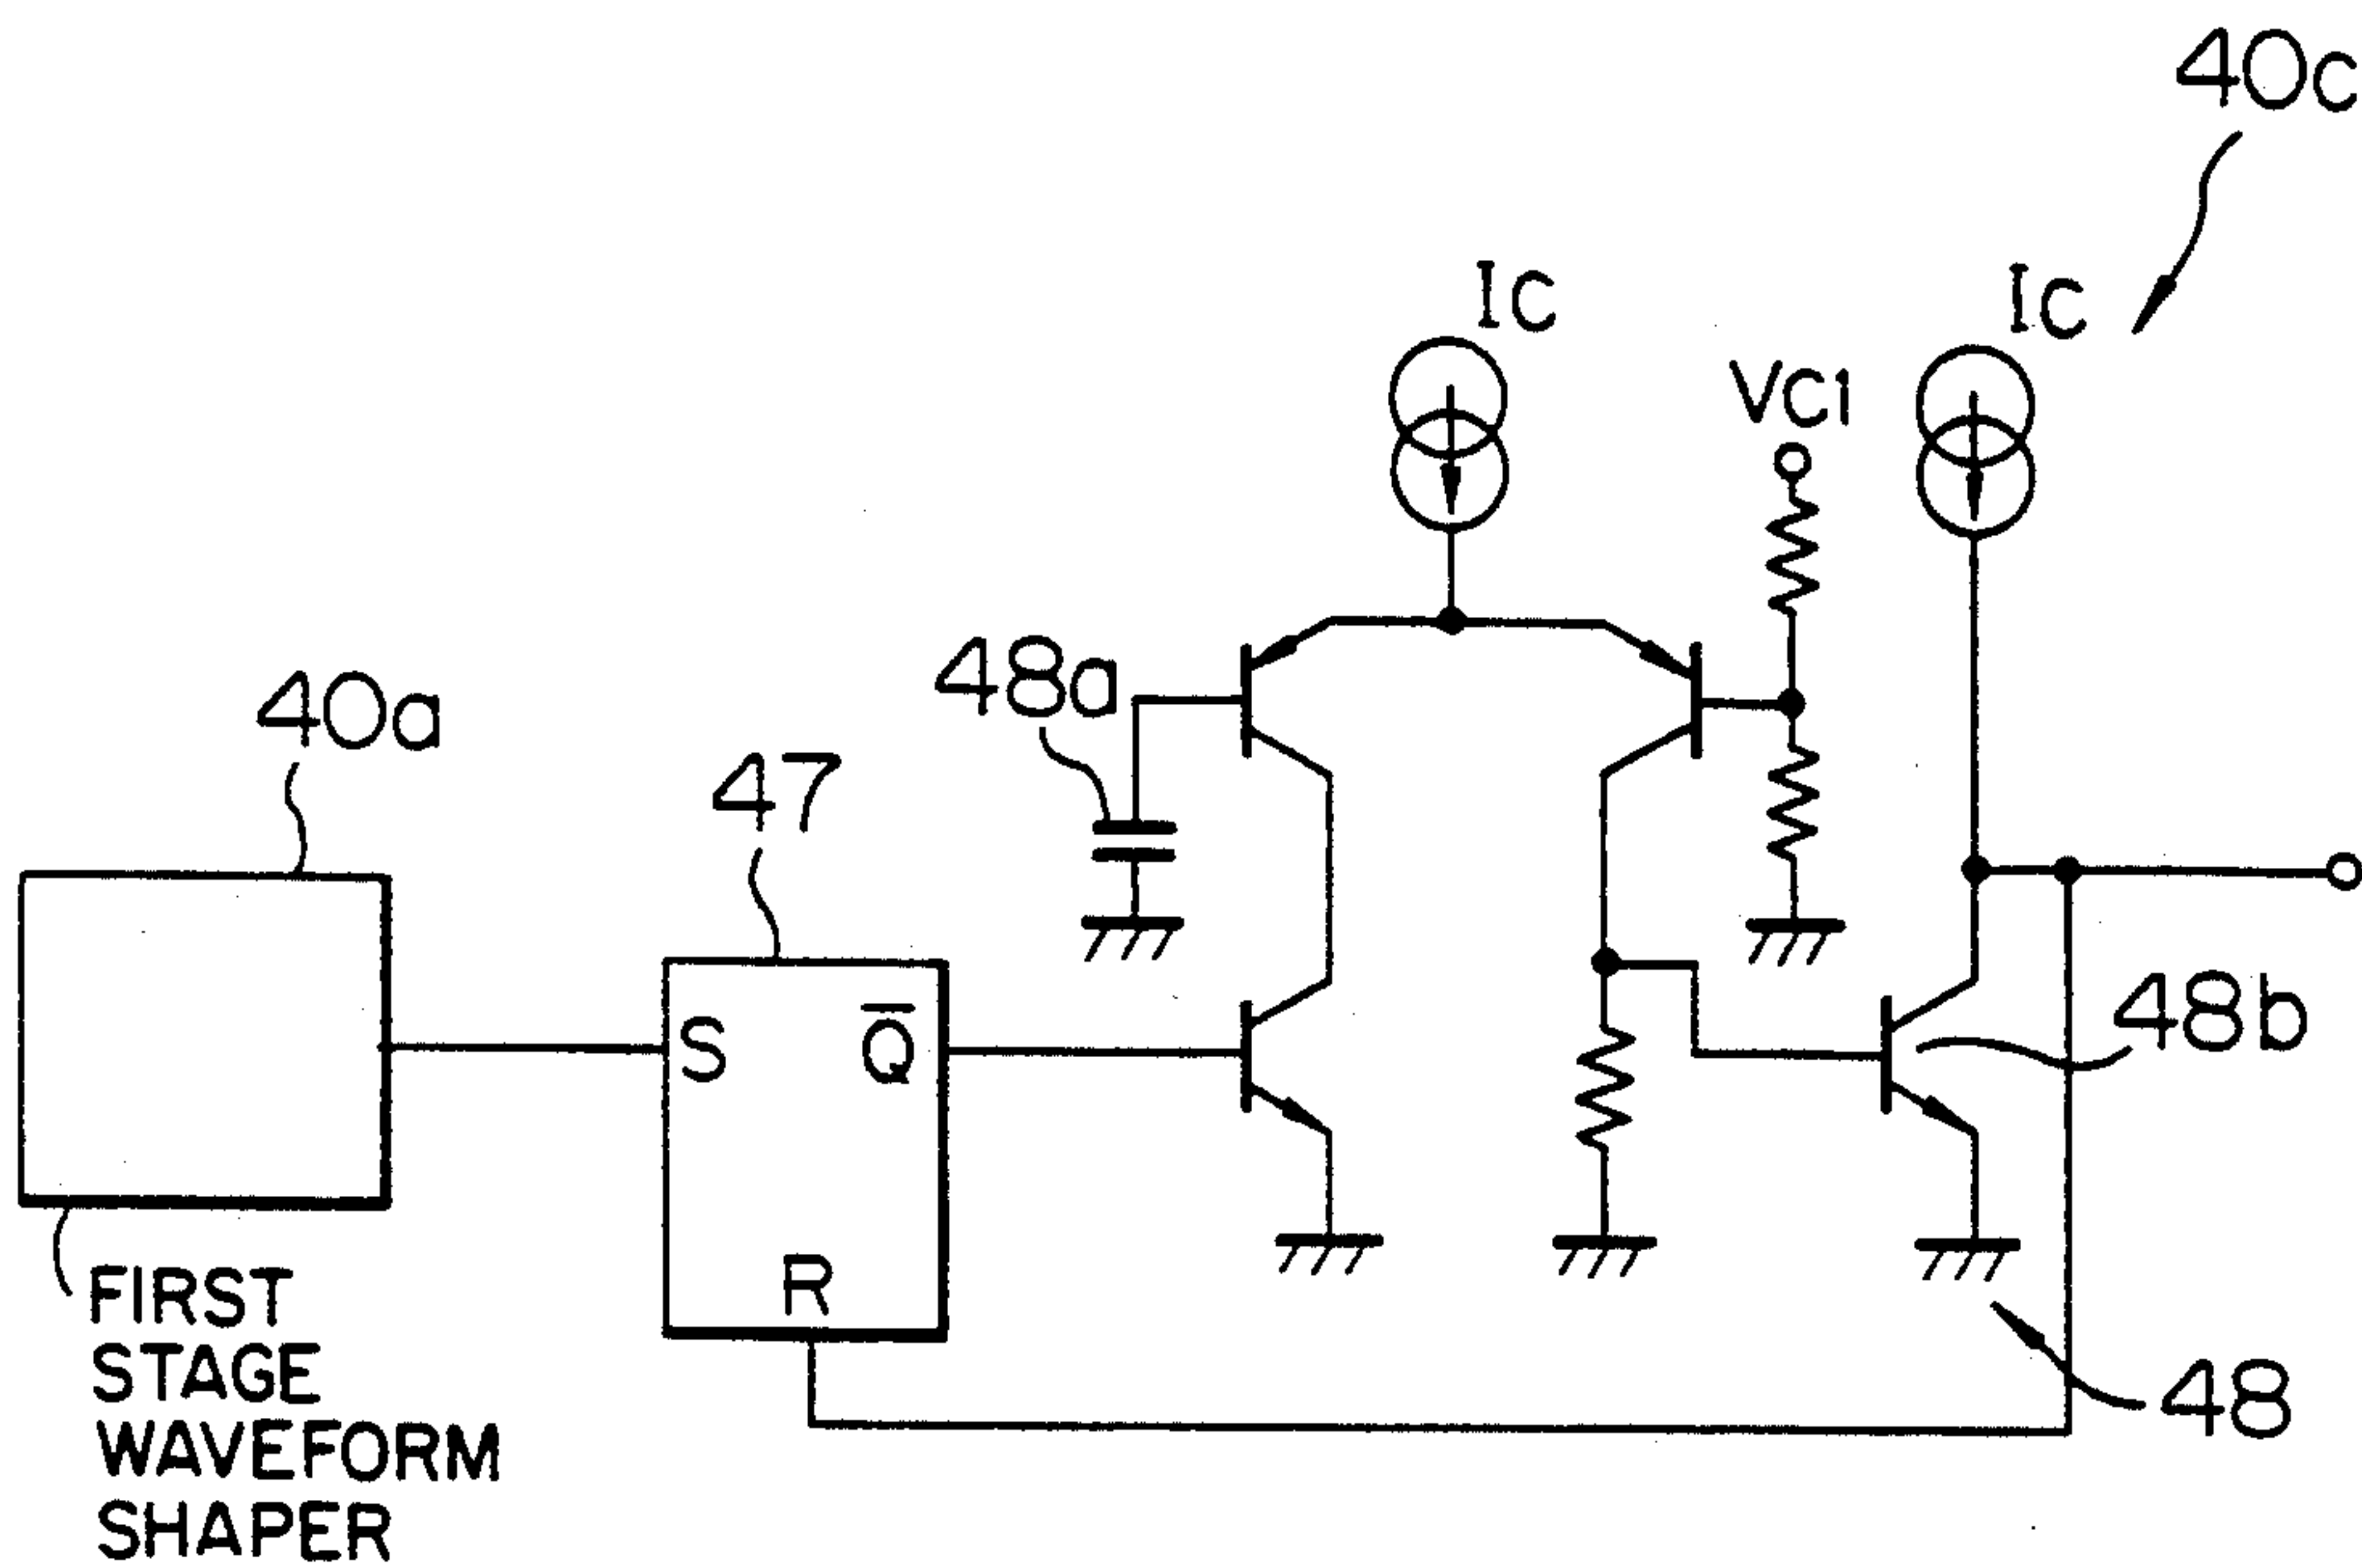 40c
Ic
Ic
Vc1
48a
40a
47
S
Q̅
R
48b
48
FIRST
STAGE
WAVEFORM
SHAPER